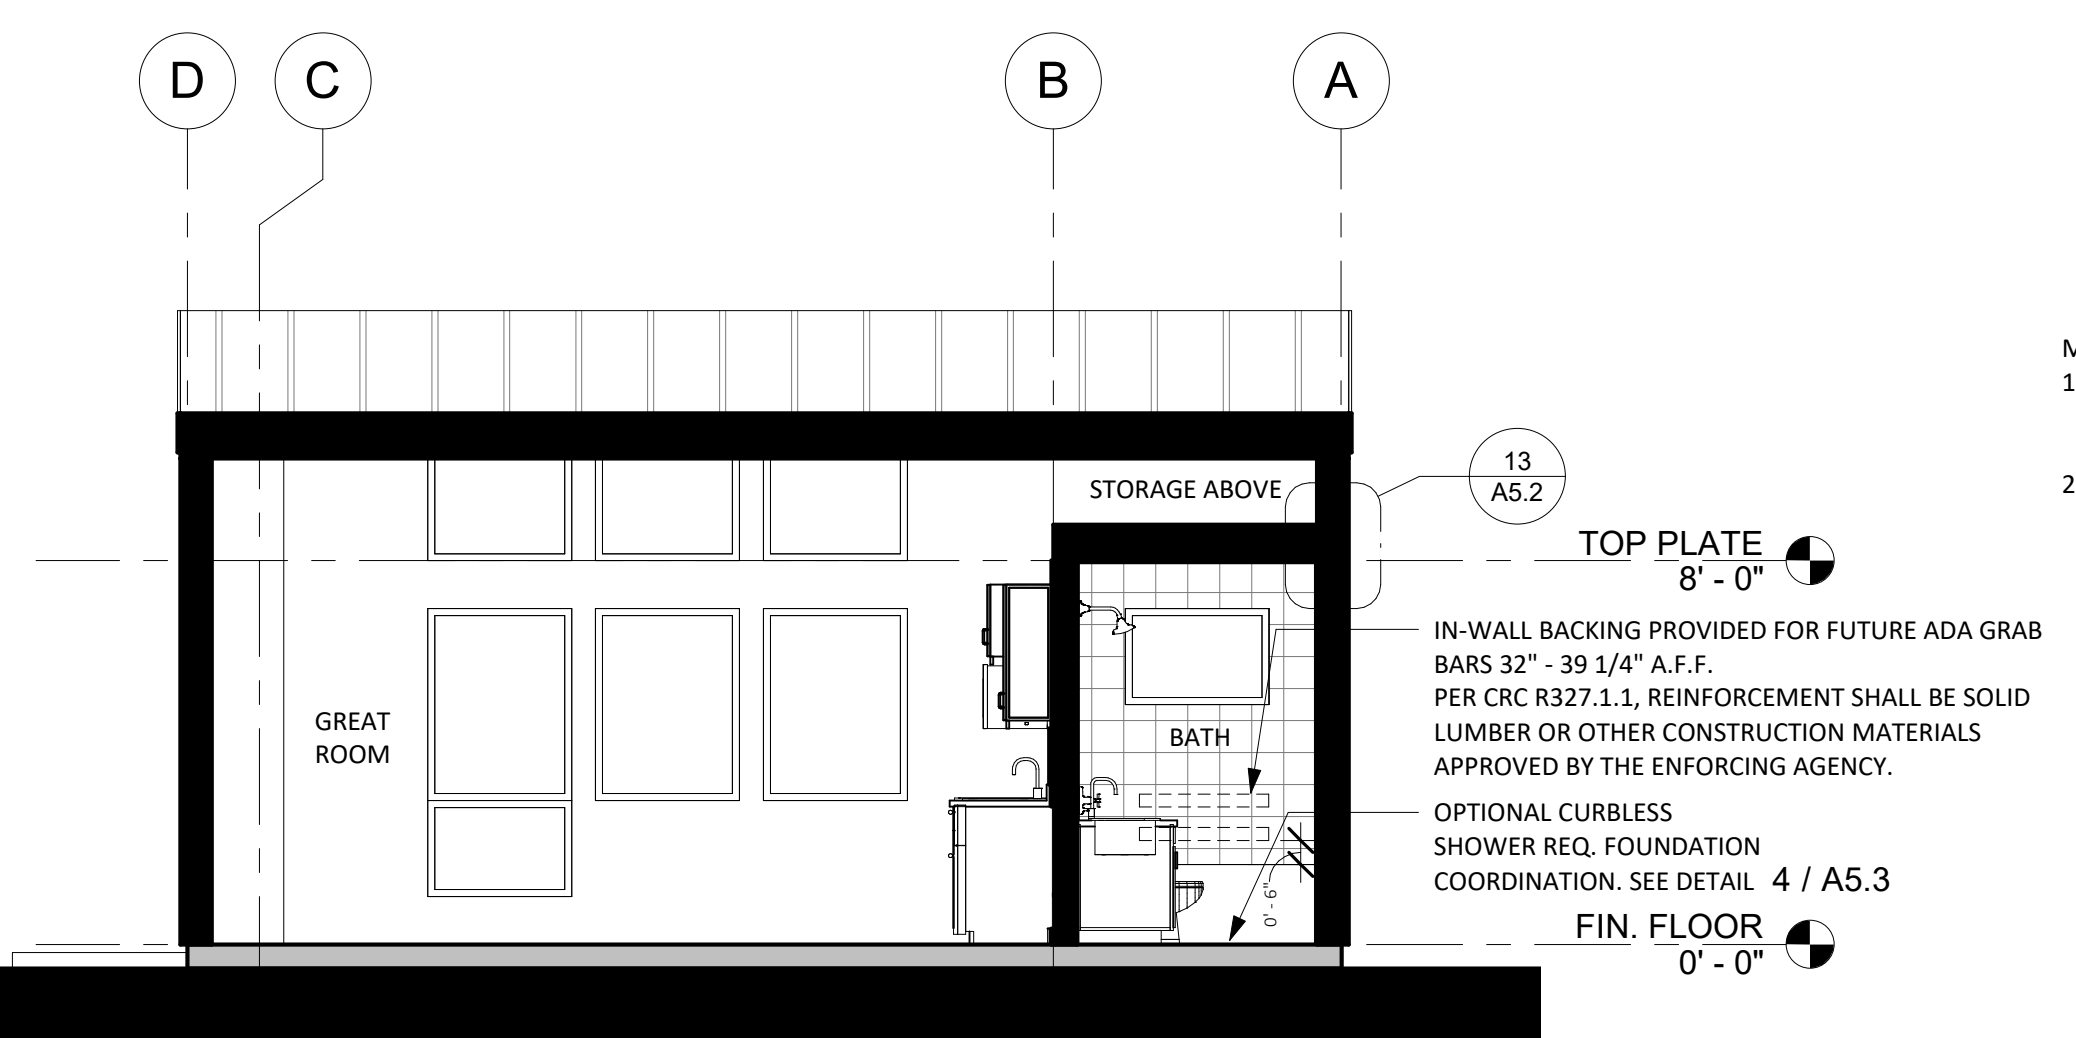 D
C
B
A
M
1
2
13
A5.2
STORAGE ABOVE
TOP PLATE
8' - 0"
IN-WALL BACKING PROVIDED FOR FUTURE ADA GRAB
BARS 32" - 39 1/4" A.F.F.
PER CRC R327.1.1, REINFORCEMENT SHALL BE SOLID
LUMBER OR OTHER CONSTRUCTION MATERIALS
APPROVED BY THE ENFORCING AGENCY.
GREAT
ROOM
BATH
OPTIONAL CURBLESS
SHOWER REQ. FOUNDATION
COORDINATION. SEE DETAIL 4 / A5.3
0' - 6"
FIN. FLOOR
0' - 0"